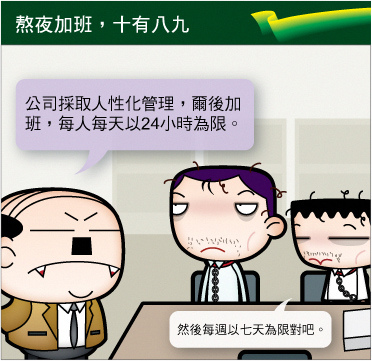 熬夜加班，十有八九
公司採取人性化管理，爾後加
班，每人每天以24小時為限。
然後每週以七天為限對吧。